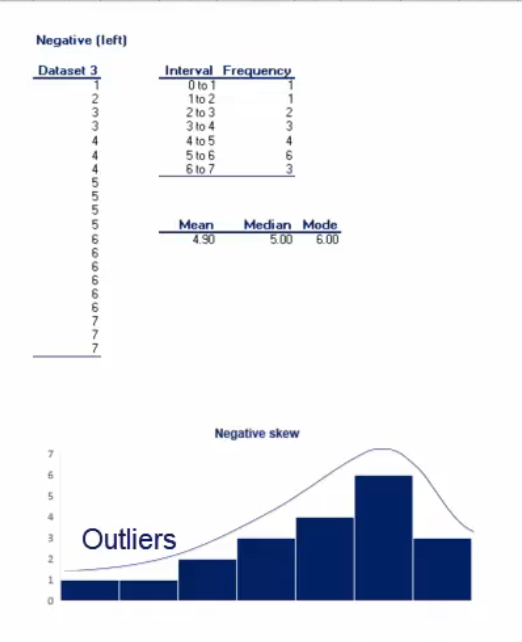 Negative (left)
Dataset 3 Interval Frequency
1 0 to 1 1
2 1 to 2 1
3 2 to 3 2
3 3 to 4 3
4 4 to 5 4
4 5 to 6 6
4 6 to 7 3
5
5
5
5 Mean Median Mode
6 4.90 5.00 6.00
6
6
6
6
6
7
7
7
Negative skew
7
6
5
4
3
2
1
0
Outliers